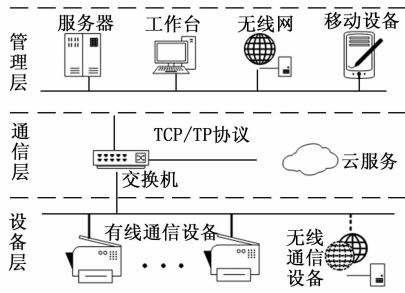 管理层
服务器
工作台
无线网
移动设备
通信层
TCP/TP协议
交换机
云服务
设备层
有线通信设备
无线
通信
设备